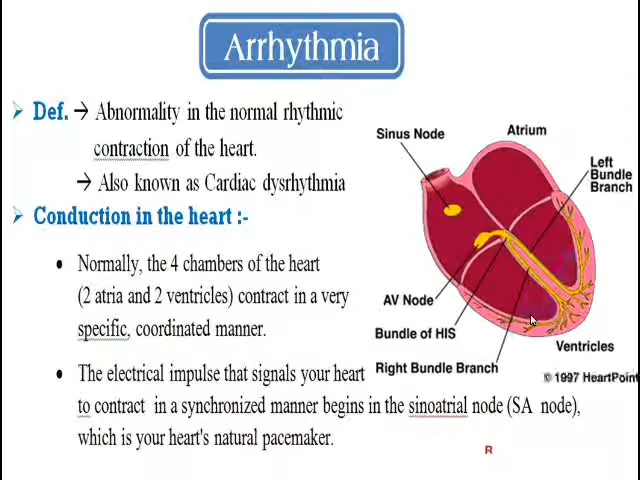 Arrhythmia
Def. → Abnormality in the normal rhythmic
contraction of the heart.
→ Also known as Cardiac dysrhythmia
Conduction in the heart :-
• Normally, the 4 chambers of the heart
(2 atria and 2 ventricles) contract in a very
specific, coordinated manner.
• The electrical impulse that signals your heart
to contract in a synchronized manner begins in the sinoatrial node (SA node),
which is your heart's natural pacemaker.
Sinus Node
Atrium
Left
Bundle
Branch
AV Node
Bundle of HIS
Right Bundle Branch
Ventricles
© 1997 HeartPoint
R